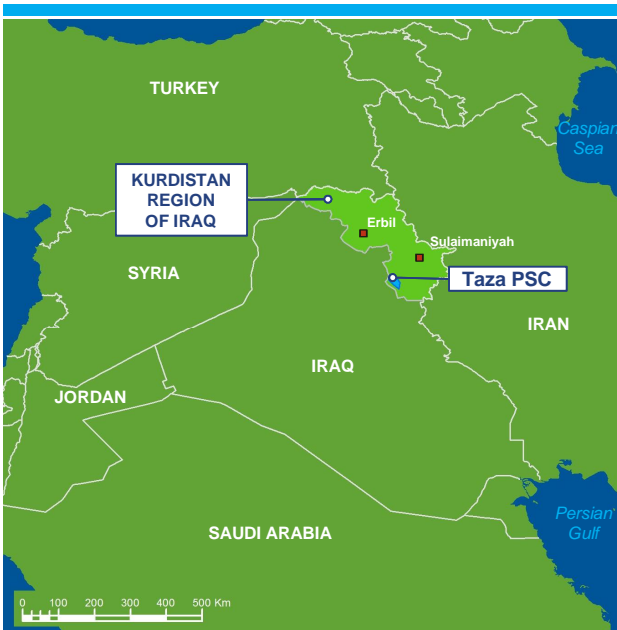 TURKEY
Caspian
Sea
KURDISTAN
REGION
OF IRAQ
Erbil
Sulaimaniyah
SYRIA
Taza PSC
IRAN
IRAQ
JORDAN
Persian
Gulf
SAUDI ARABIA
0 100 200 300 400 500 Km